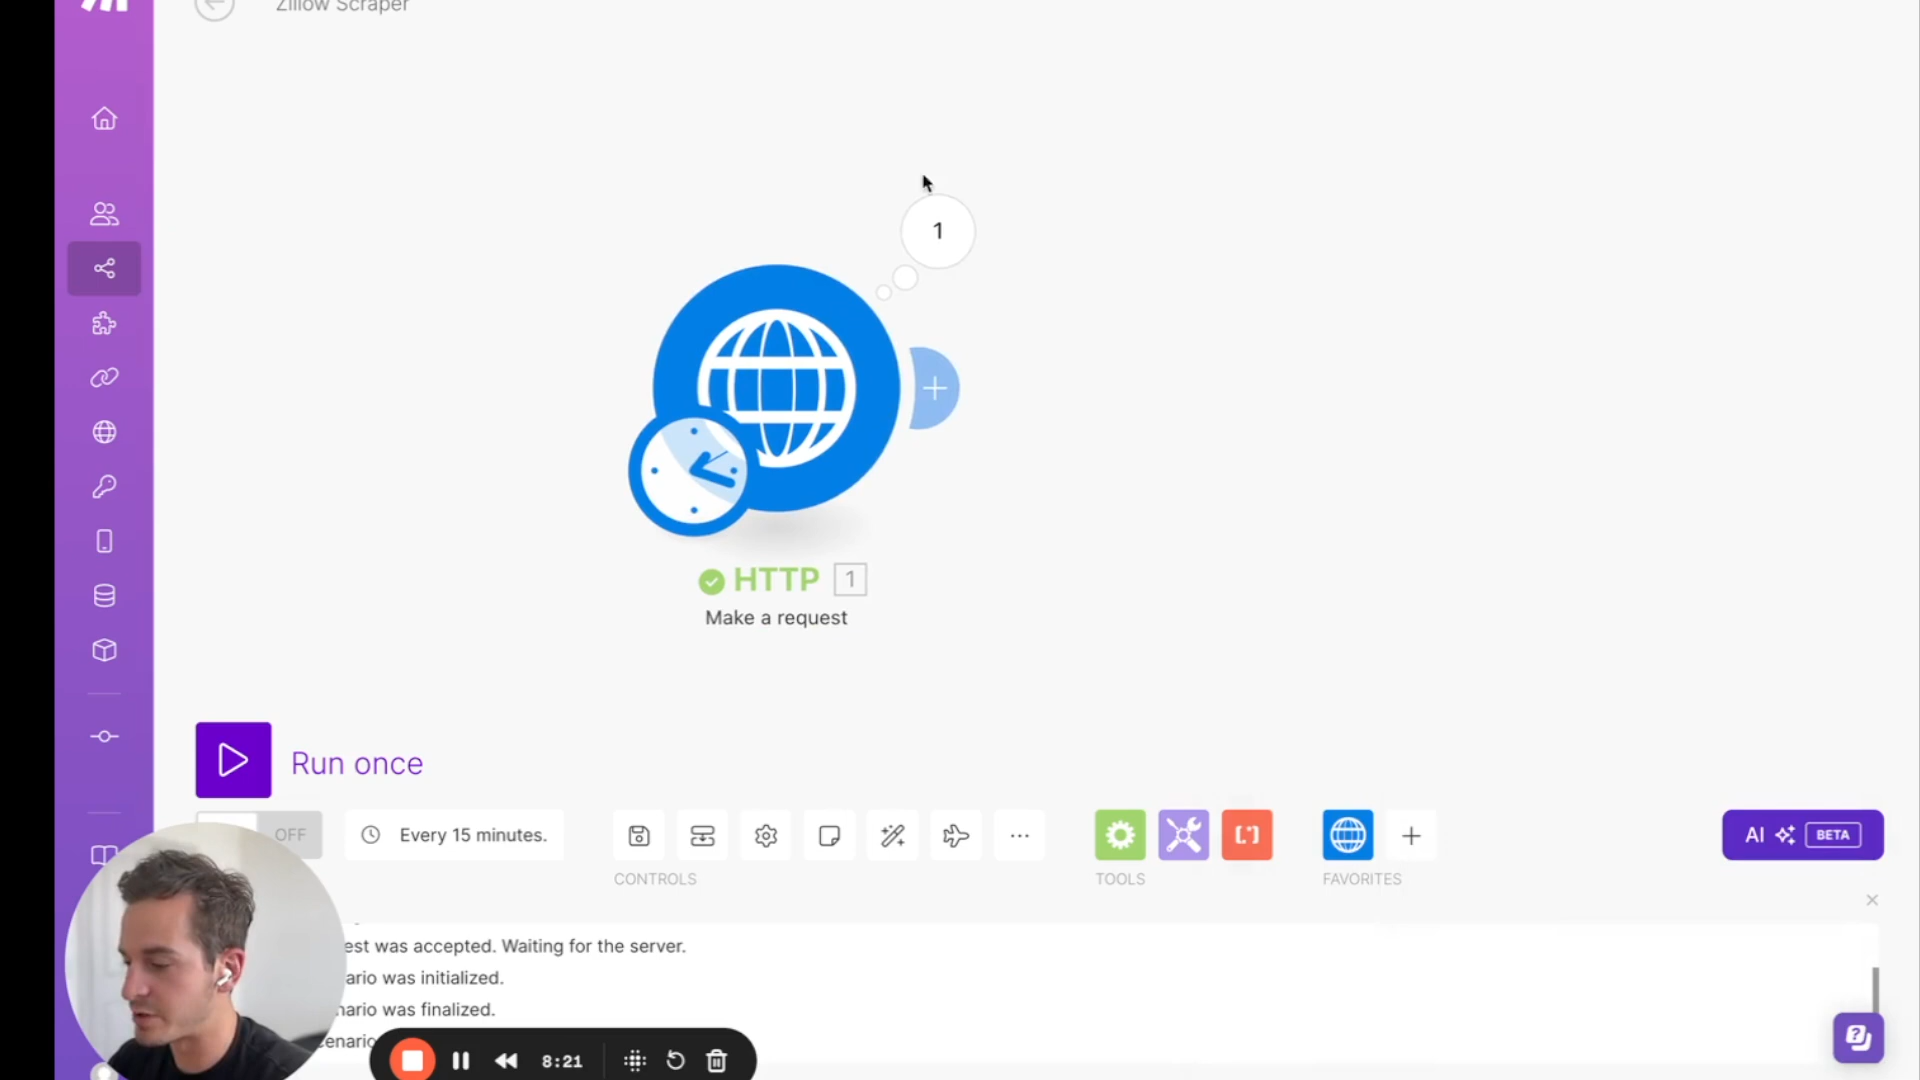 Zillow Scraper
1
HTTP 1
Make a request
Run once
OFF
Every 15 minutes.
AI BETA
CONTROLS
TOOLS
FAVORITES
est was accepted. Waiting for the server.
ario was initialized.
nario was finalized.
cenario
8:21